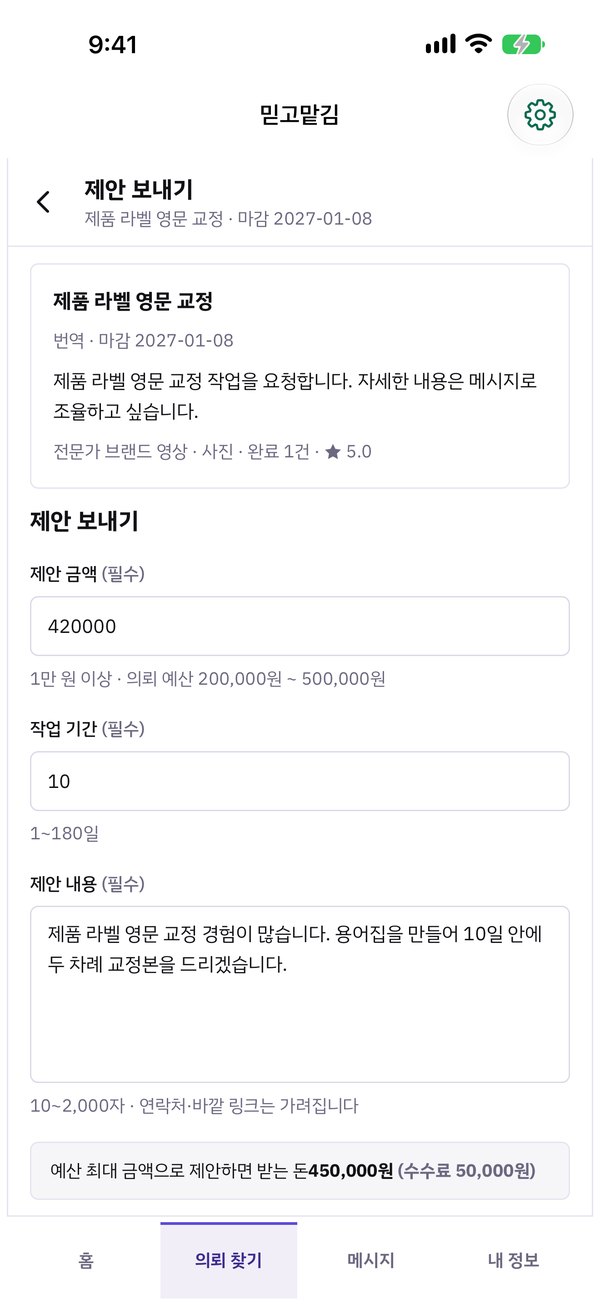 9:41
믿고맡김
제안 보내기
제품 라벨 영문 교정 · 마감 2027-01-08
제품 라벨 영문 교정
번역 · 마감 2027-01-08
제품 라벨 영문 교정 작업을 요청합니다. 자세한 내용은 메시지로
조율하고 싶습니다.
전문가 브랜드 영상 · 사진 · 완료 1건 · ★ 5.0
제안 보내기
제안 금액 (필수)
420000
1만 원 이상 · 의뢰 예산 200,000원 ~ 500,000원
작업 기간 (필수)
10
1~180일
제안 내용 (필수)
제품 라벨 영문 교정 경험이 많습니다. 용어집을 만들어 10일 안에
두 차례 교정본을 드리겠습니다.
10~2,000자 · 연락처·바깥 링크는 가려집니다
예산 최대 금액으로 제안하면 받는 돈450,000원 (수수료 50,000원)
홈 의뢰 찾기 메시지 내 정보